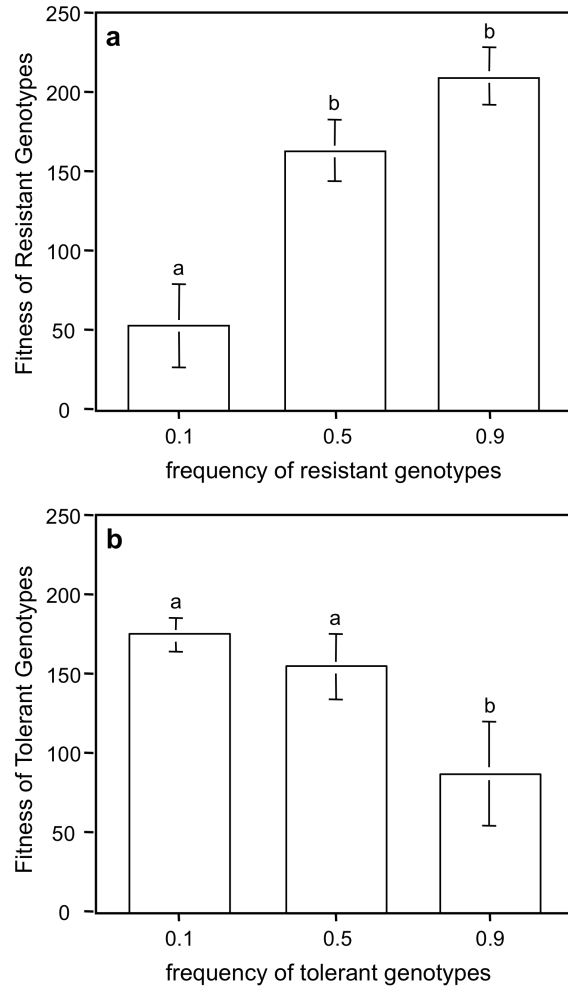 a
Fitness of Resistant Genotypes
250
200
150
100
50
0
a
b
b
0.1
0.5
0.9
frequency of resistant genotypes
b
Fitness of Tolerant Genotypes
250
200
150
100
50
0
a
a
b
0.1
0.5
0.9
frequency of tolerant genotypes